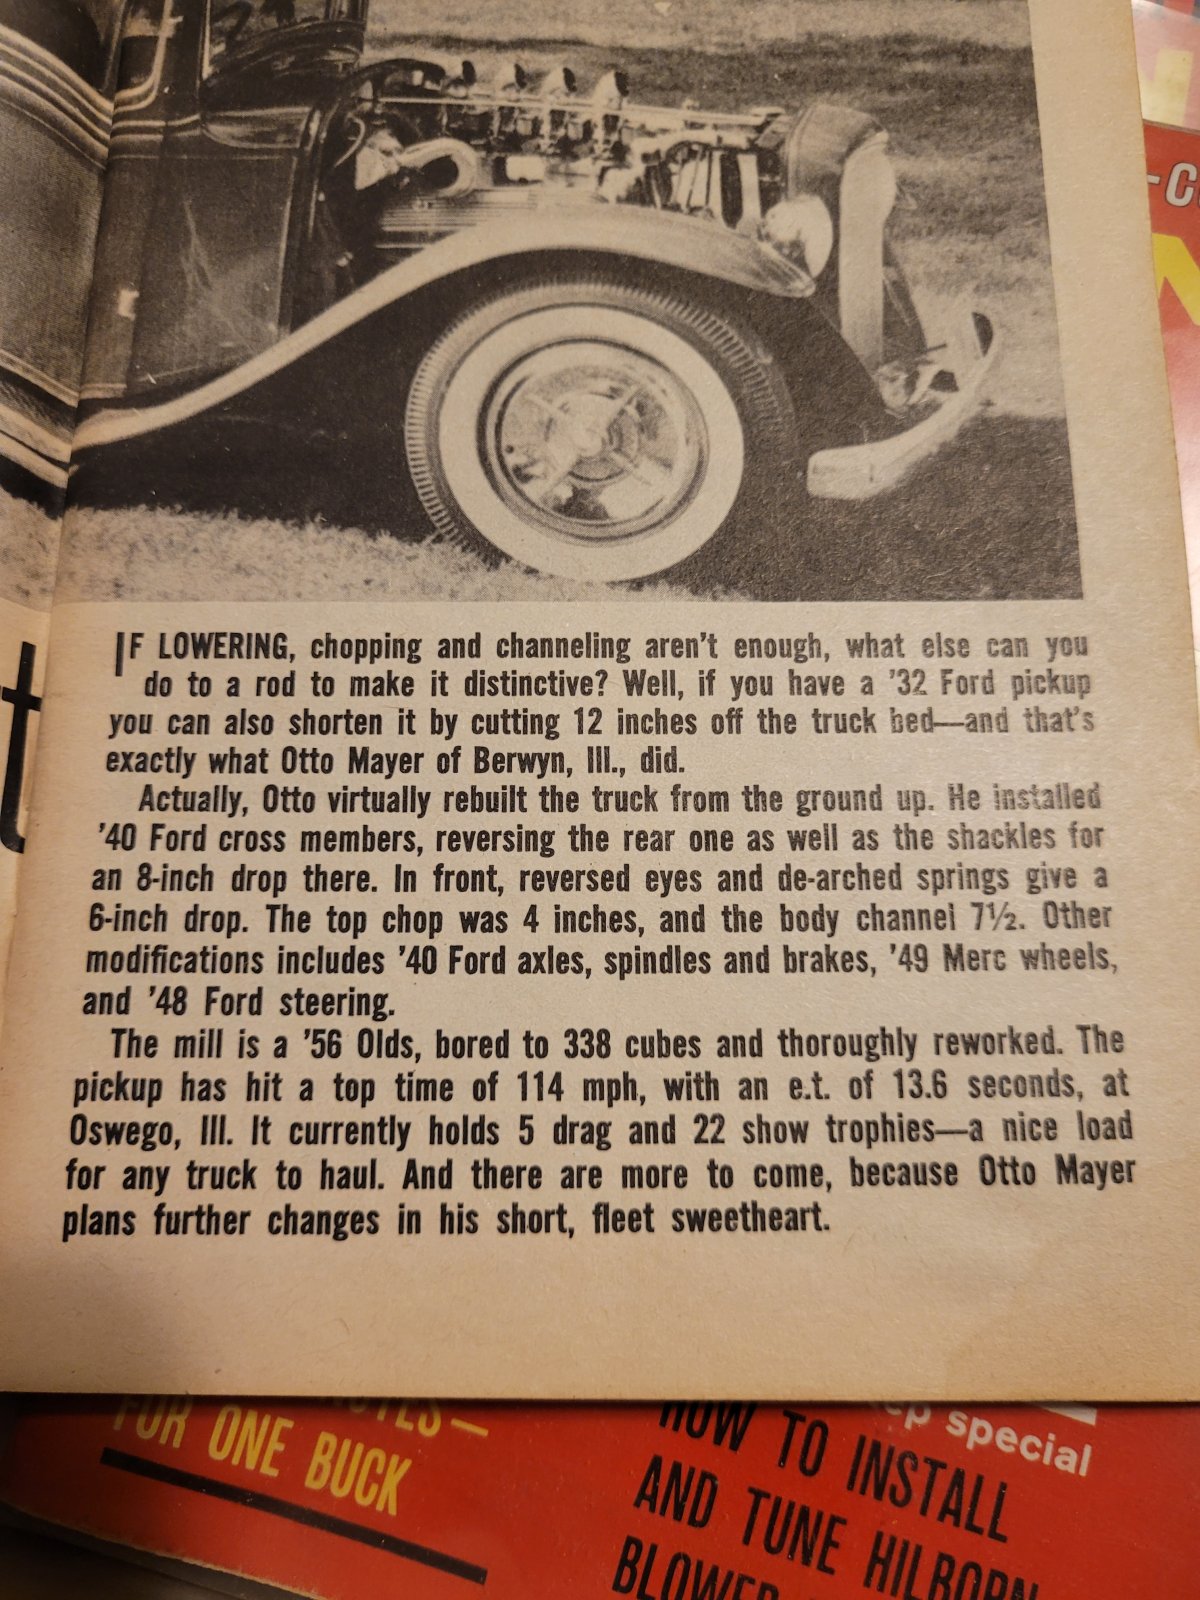 IF LOWERING, chopping and channeling aren't enough, what else can you
do to a rod to make it distinctive? Well, if you have a '32 Ford pickup
you can also shorten it by cutting 12 inches off the truck bed—and that's
exactly what Otto Mayer of Berwyn, Ill., did.
Actually, Otto virtually rebuilt the truck from the ground up. He installed
'40 Ford cross members, reversing the rear one as well as the shackles for
an 8-inch drop there. In front, reversed eyes and de-arched springs give a
6-inch drop. The top chop was 4 inches, and the body channel 7½. Other
modifications includes '40 Ford axles, spindles and brakes, '49 Merc wheels,
and '48 Ford steering.
The mill is a '56 Olds, bored to 338 cubes and thoroughly reworked. The
pickup has hit a top time of 114 mph, with an e.t. of 13.6 seconds, at
Oswego, Ill. It currently holds 5 drag and 22 show trophies—a nice load
for any truck to haul. And there are more to come, because Otto Mayer
plans further changes in his short, fleet sweetheart.
t
FOR ONE BUCK
special
HOW TO INSTALL
AND TUNE HILBORN
BLOWER